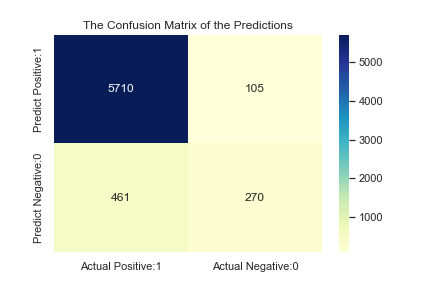 The Confusion Matrix of the Predictions
Predict Positive:1
5710
105
Predict Negative:0
461
270
Actual Positive:1
Actual Negative:0
5000
4000
3000
2000
1000